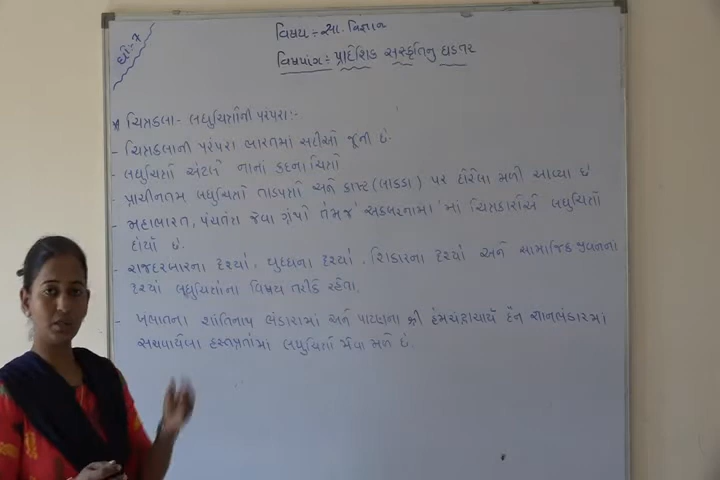 ધો:- ૭
વિષય :- સા. વિજ્ઞાન
વિષયાંગ :- પ્રાદેશિક સંસ્કૃતિનું ઘડતર
* ચિત્રકલા - લઘુચિત્રોની પરંપરા :-
- ચિત્રકલાની પરંપરા ભારતમાં સદીઓ જૂની છે.
- લઘુચિત્રો એટલે નાના કદના ચિત્રો
- પ્રાચીનતમ લઘુચિત્રો તાડપત્રો અને કાષ્ટ (લાકડા) પર દોરેલા મળી આવ્યા છે
- મહાભારત, પંચતંત્ર જેવા ગ્રંથો તેમજ 'અકબરનામા' માં ચિત્રકારોએ લઘુચિત્રો
દોર્યા છે.
- રાજદરબારના દ્રશ્યો, યુદ્ધના દ્રશ્યો, શિકારના દ્રશ્યો અને સામાજિક જીવનના
દ્રશ્યો લઘુચિત્રોના વિષય તરીકે રહેતા.
- ખંભાતના શાંતિનાથ ભંડારમાં અને પાટણના શ્રી હેમચંદ્રાચાર્ય જૈન જ્ઞાનભંડારમાં
સચવાયેલા હસ્તપ્રતોમાં લઘુચિત્રો જોવા મળે છે.